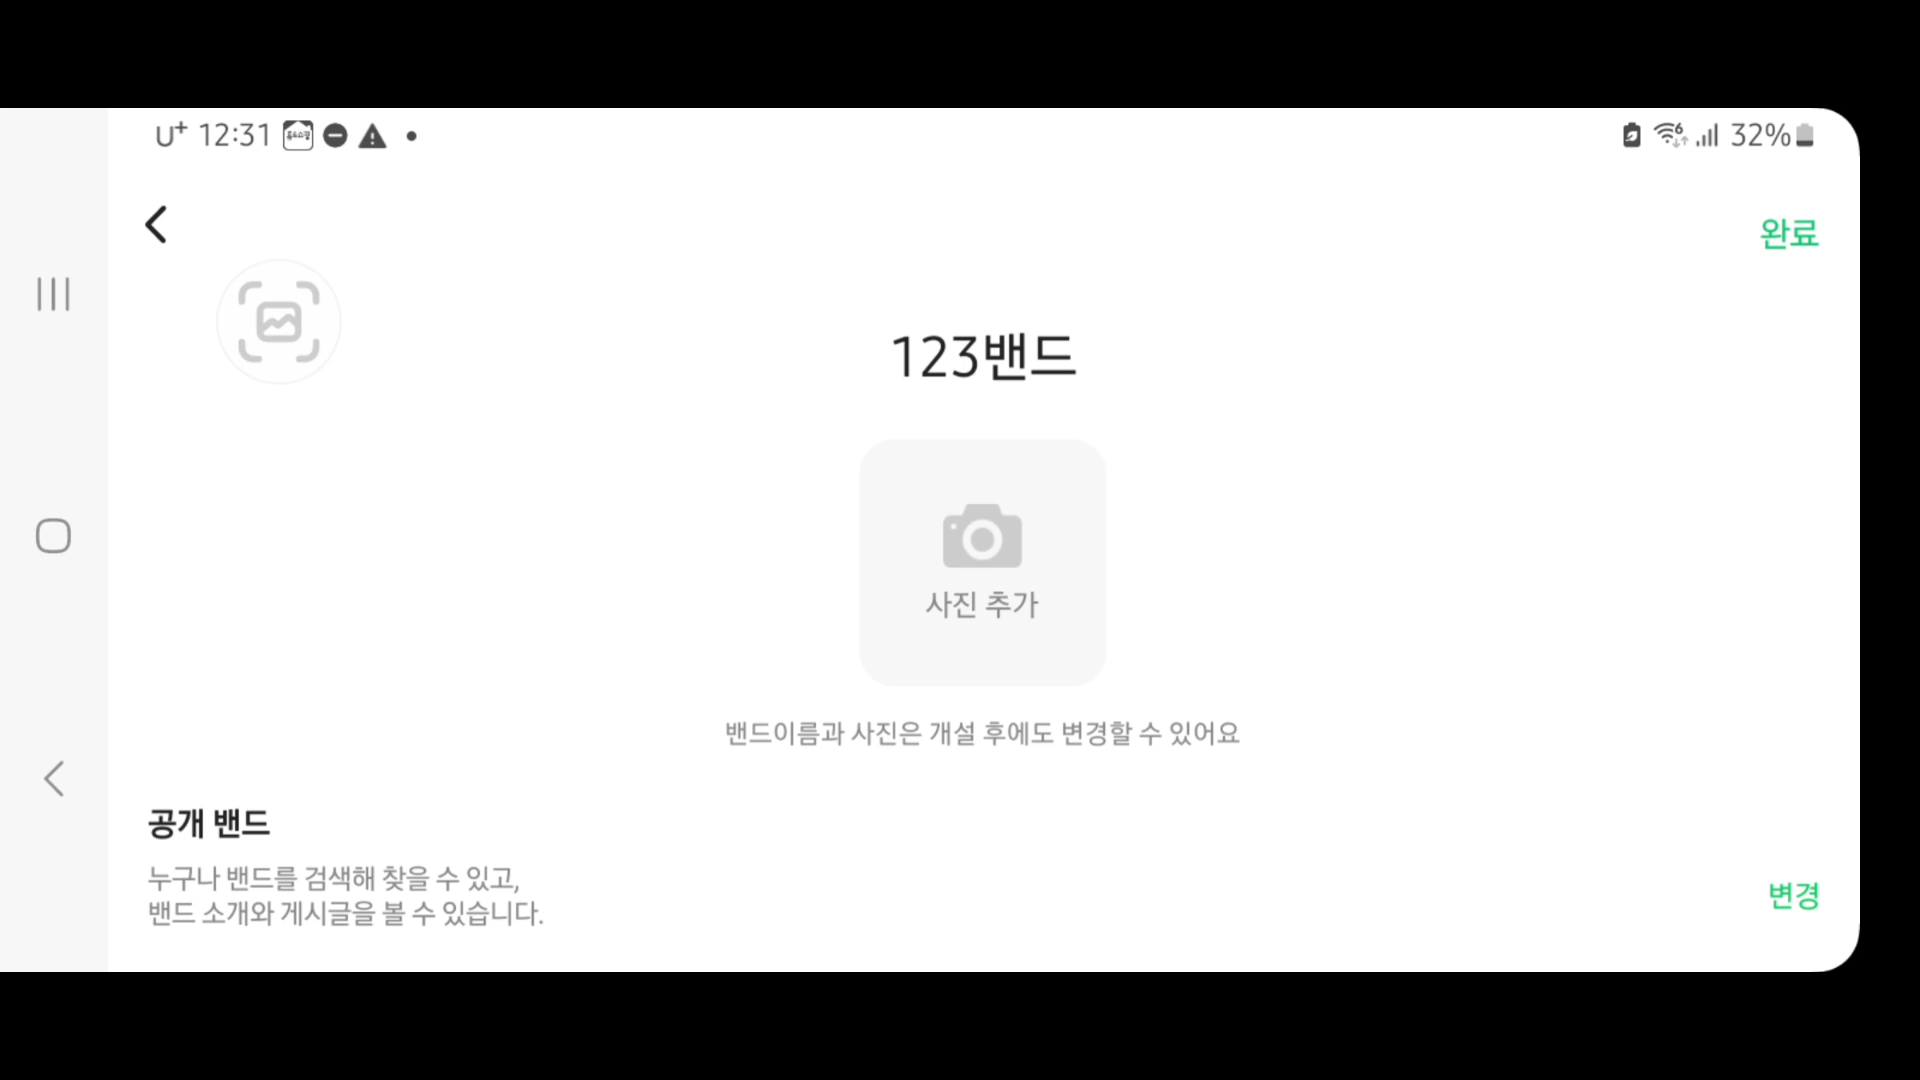 U+ 12:31 32%
완료
123밴드
사진 추가
밴드이름과 사진은 개설 후에도 변경할 수 있어요
공개 밴드
누구나 밴드를 검색해 찾을 수 있고,
밴드 소개와 게시글을 볼 수 있습니다.
변경